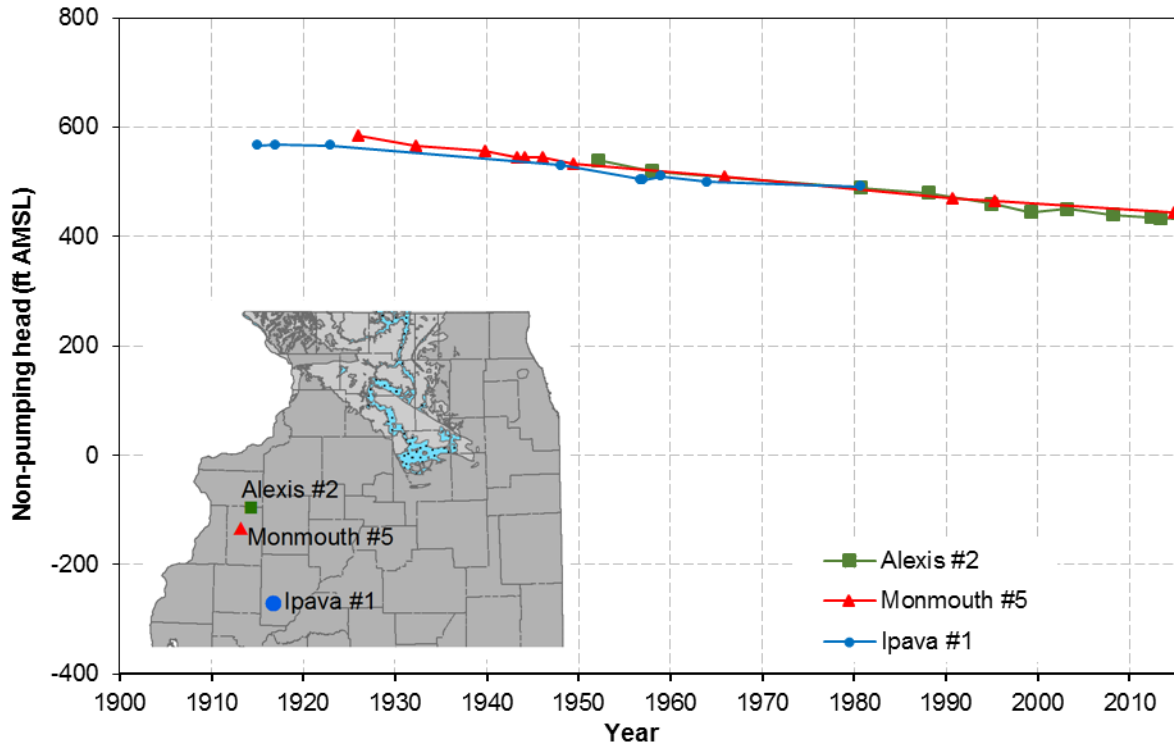 Non-pumping head (ft AMSL)
800
600
400
200
0
-200
-400
Alexis #2
Monmouth #5
Ipava #1
Alexis #2
Monmouth #5
Ipava #1
1900 1910 1920 1930 1940 1950 1960 1970 1980 1990 2000 2010
Year